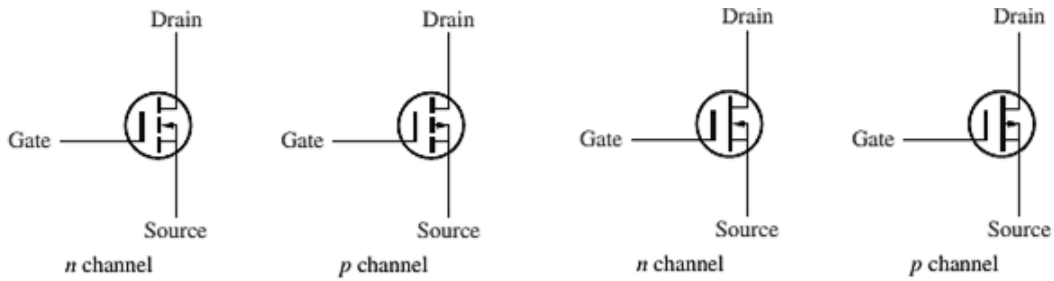 Drain
Drain
Drain
Drain
Gate
Gate
Gate
Gate
Source
Source
Source
Source
n channel
p channel
n channel
p channel